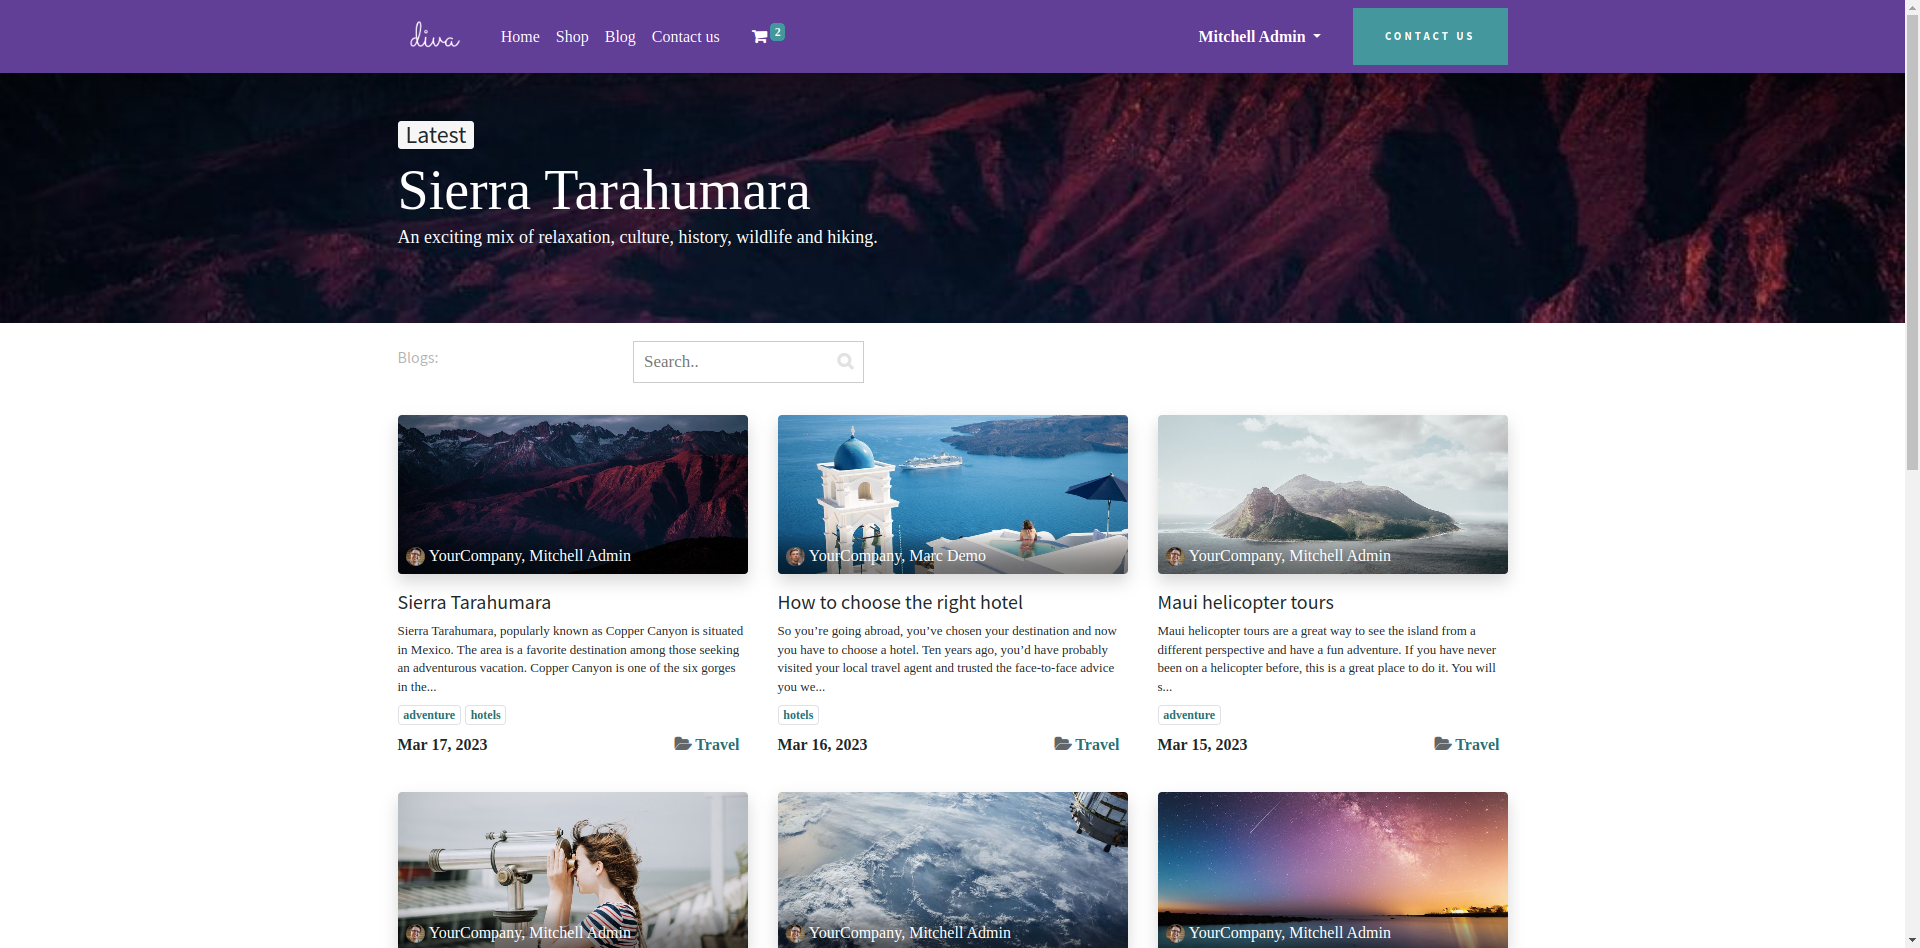 diva
Home
Shop
Blog
Contact us
2
Mitchell Admin
CONTACT US
Latest
Sierra Tarahumara
An exciting mix of relaxation, culture, history, wildlife and hiking.
Blogs:
Search..
YourCompany, Mitchell Admin
YourCompany, Marc Demo
YourCompany, Mitchell Admin
Sierra Tarahumara
Sierra Tarahumara, popularly known as Copper Canyon is situated
in Mexico. The area is a favorite destination among those seeking
an adventurous vacation. Copper Canyon is one of the six gorges
in the...
adventure
hotels
Mar 17, 2023
Travel
How to choose the right hotel
So you’re going abroad, you’ve chosen your destination and now
you have to choose a hotel. Ten years ago, you’d have probably
visited your local travel agent and trusted the face-to-face advice
you we...
hotels
Mar 16, 2023
Travel
Maui helicopter tours
Maui helicopter tours are a great way to see the island from a
different perspective and have a fun adventure. If you have never
been on a helicopter before, this is a great place to do it. You will
s...
adventure
Mar 15, 2023
Travel
YourCompany, Mitchell Admin
YourCompany, Mitchell Admin
YourCompany, Mitchell Admin